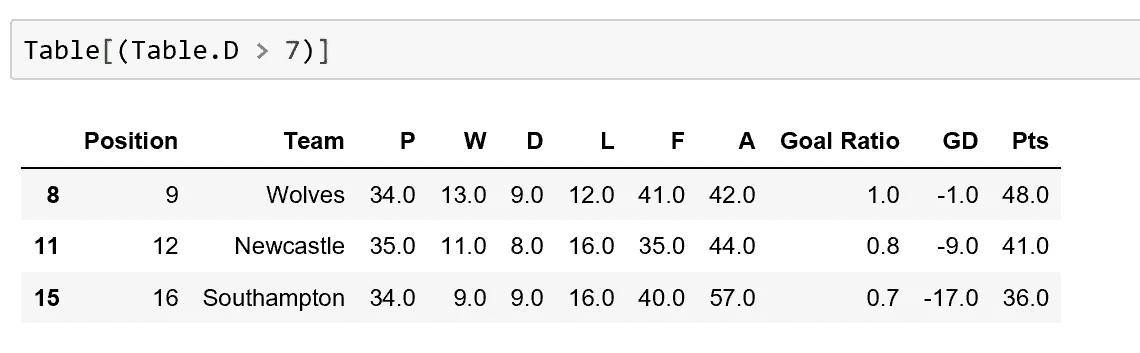 Table[(Table.D > 7)]
Position Team P W D L F A Goal Ratio GD Pts
8 9 Wolves 34.0 13.0 9.0 12.0 41.0 42.0 1.0 -1.0 48.0
11 12 Newcastle 35.0 11.0 8.0 16.0 35.0 44.0 0.8 -9.0 41.0
15 16 Southampton 34.0 9.0 9.0 16.0 40.0 57.0 0.7 -17.0 36.0